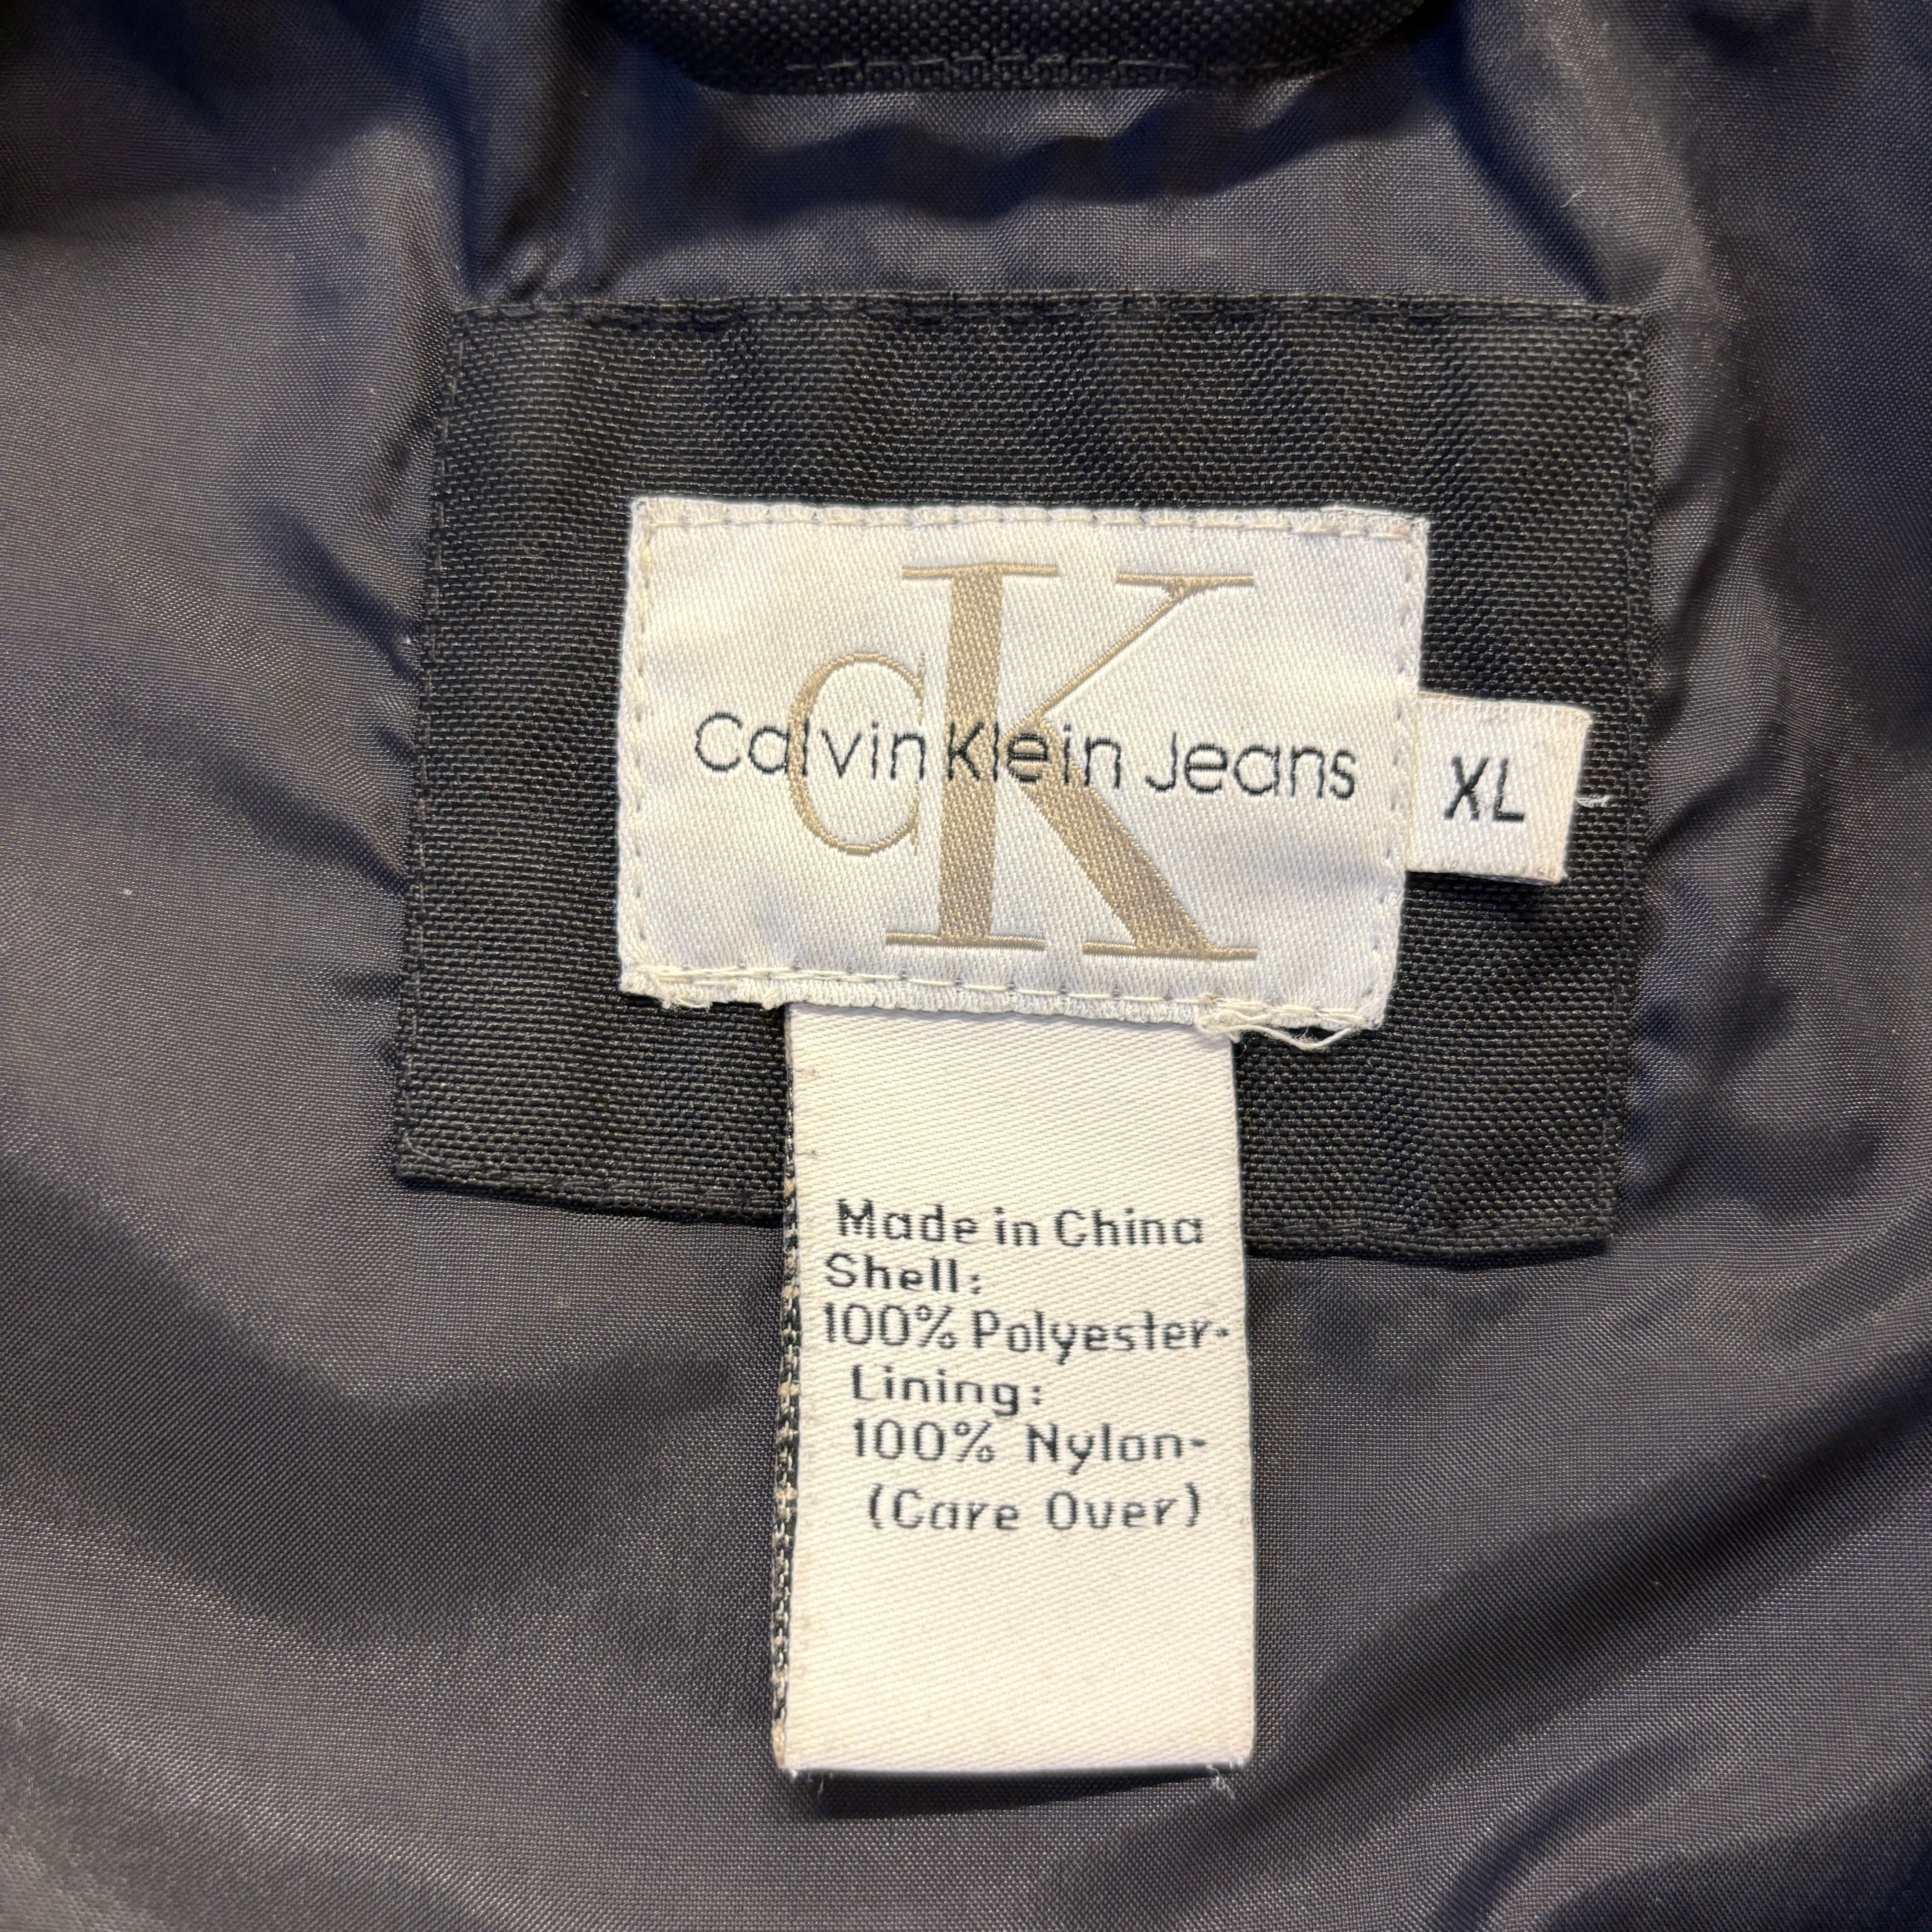 CK
Calvin Klein Jeans
XL
Made in China
Shell:
100% Polyester-
Lining:
100% Nylon-
(Care Over)